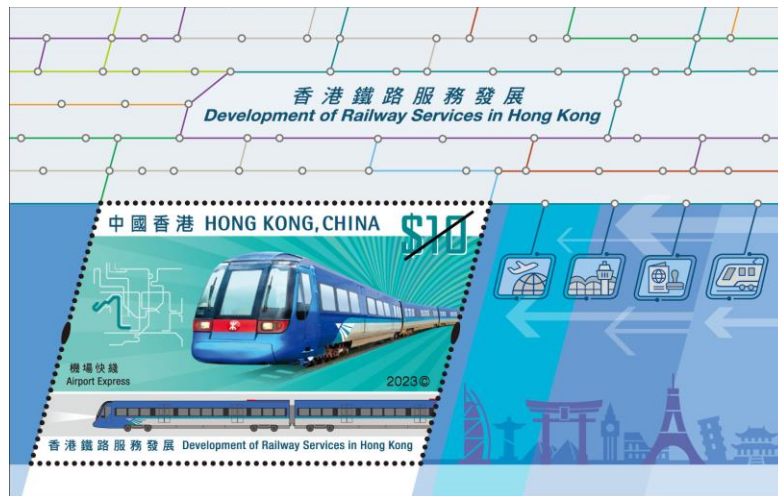 香港鐵路服務發展
Development of Railway Services in Hong Kong
中國香港 HONG KONG, CHINA $10
機場快綫
Airport Express
2023©
香港鐵路服務發展 Development of Railway Services in Hong Kong